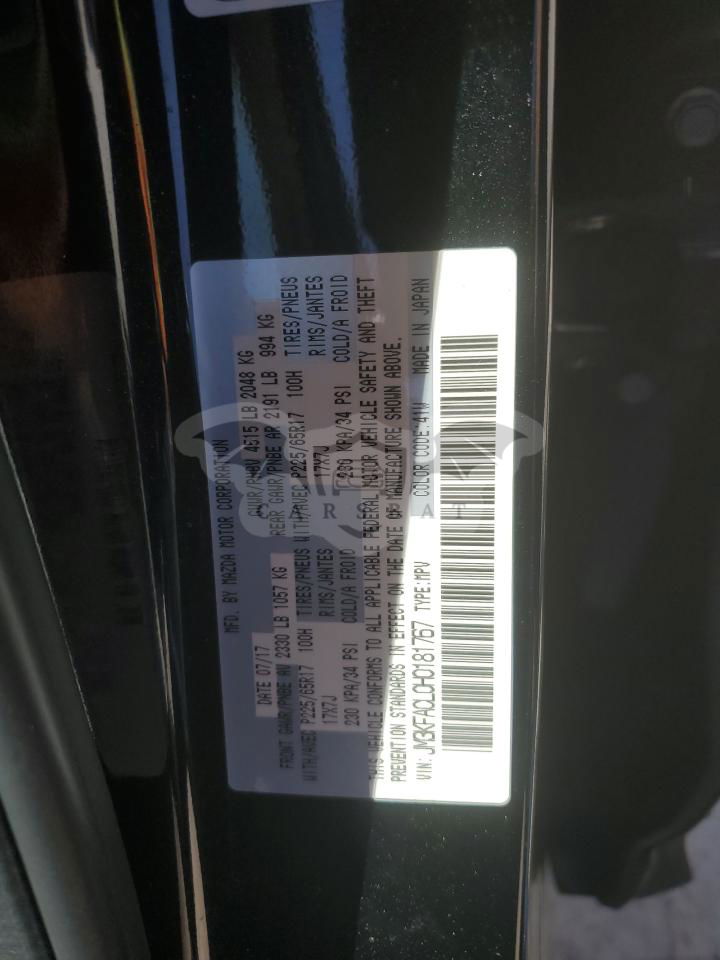 MFD. BY MAZDA MOTOR CORPORATION
DATE 07/17 GVWR/PNBV 4515 LB 2048 KG
FRONT GAWR/PNBE AV 2330 LB 1057 KG REAR GAWR/PNBE AR 2191 LB 994 KG
WITH/AVEC P225/65R17 100H TIRES/PNEUS WITH/AVEC P225/65R17 100H TIRES/PNEUS
17X7J RIMS/JANTES 17X7J RIMS/JANTES
230 KPA/34 PSI COLD/A FROID 230 KPA/34 PSI COLD/A FROID
THIS VEHICLE CONFORMS TO ALL APPLICABLE FEDERAL MOTOR VEHICLE SAFETY AND THEFT
PREVENTION STANDARDS IN EFFECT ON THE DATE OF MANUFACTURE SHOWN ABOVE.
VIN: JM3KFACL0H0181767 TYPE:MPV COLOR CODE:41W MADE IN JAPAN